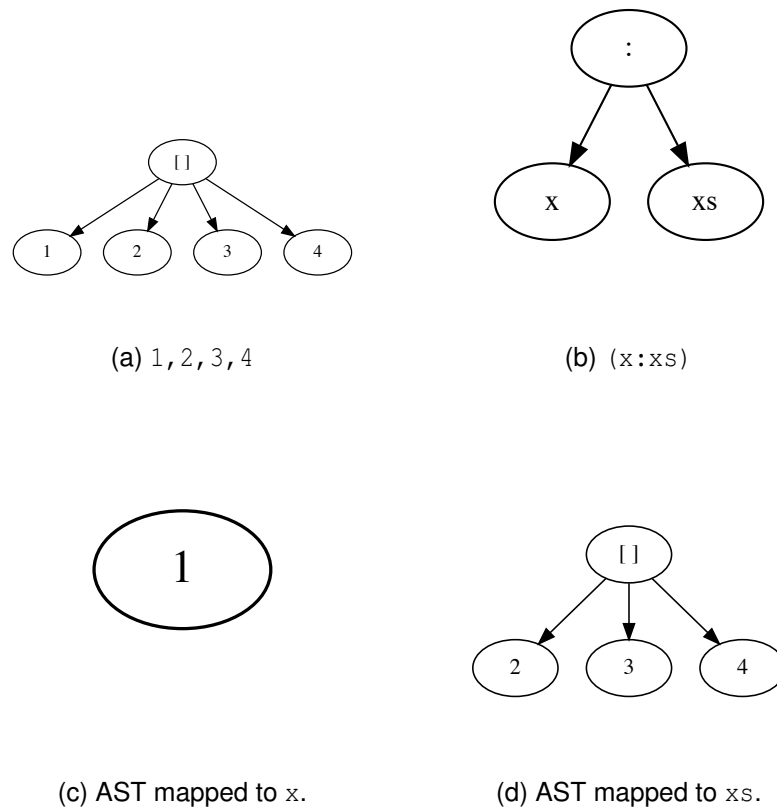 :
[ ]
x xs
1 2 3 4
(a) 1,2,3,4
(b) (x:xs)
1
[ ]
2 3 4
(c) AST mapped to x.
(d) AST mapped to xs.